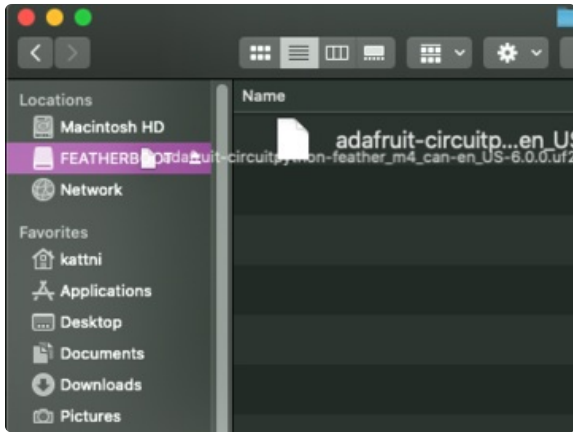 Locations
Name
Macintosh HD
adafruit-circuitp...en_US
FEATHERBOOT
adafruit-circuitpython-feather_m4_can-en_US-6.0.0.uf2
Network
Favorites
kattni
Applications
Desktop
Documents
Downloads
Pictures